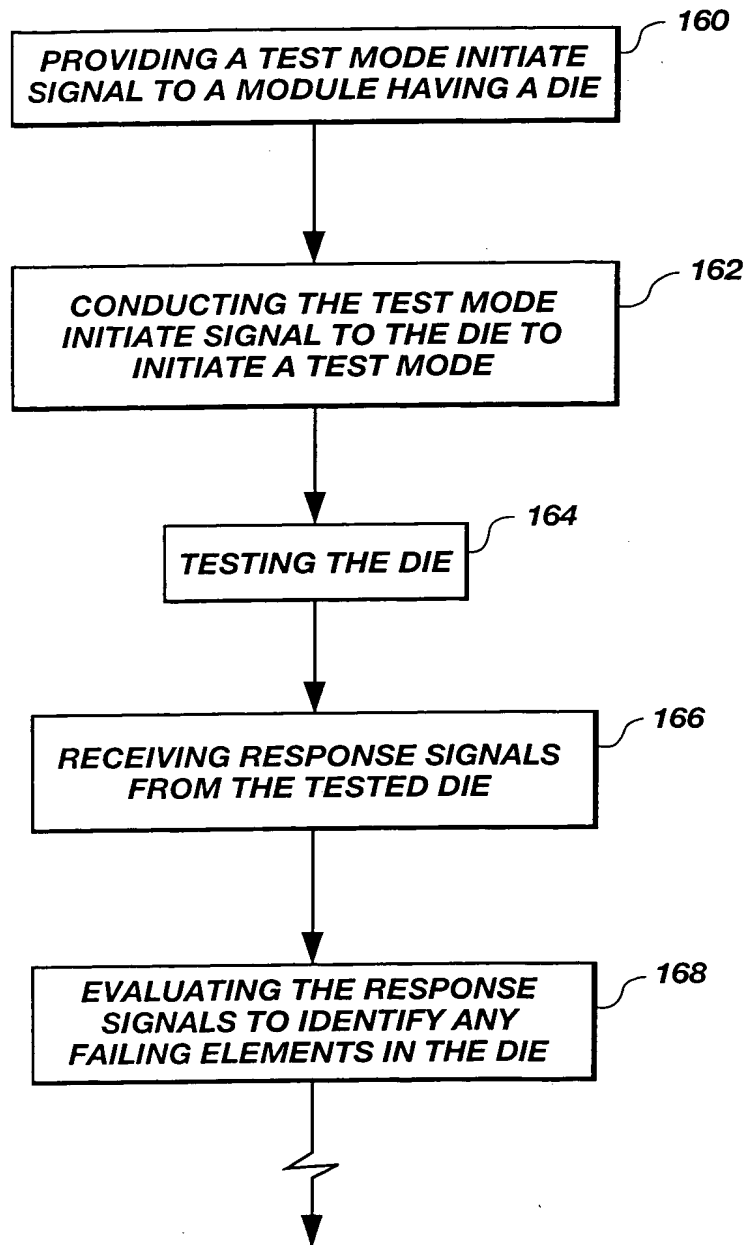 160
PROVIDING A TEST MODE INITIATE
SIGNAL TO A MODULE HAVING A DIE
162
CONDUCTING THE TEST MODE
INITIATE SIGNAL TO THE DIE TO
INITIATE A TEST MODE
164
TESTING THE DIE
166
RECEIVING RESPONSE SIGNALS
FROM THE TESTED DIE
168
EVALUATING THE RESPONSE
SIGNALS TO IDENTIFY ANY
FAILING ELEMENTS IN THE DIE